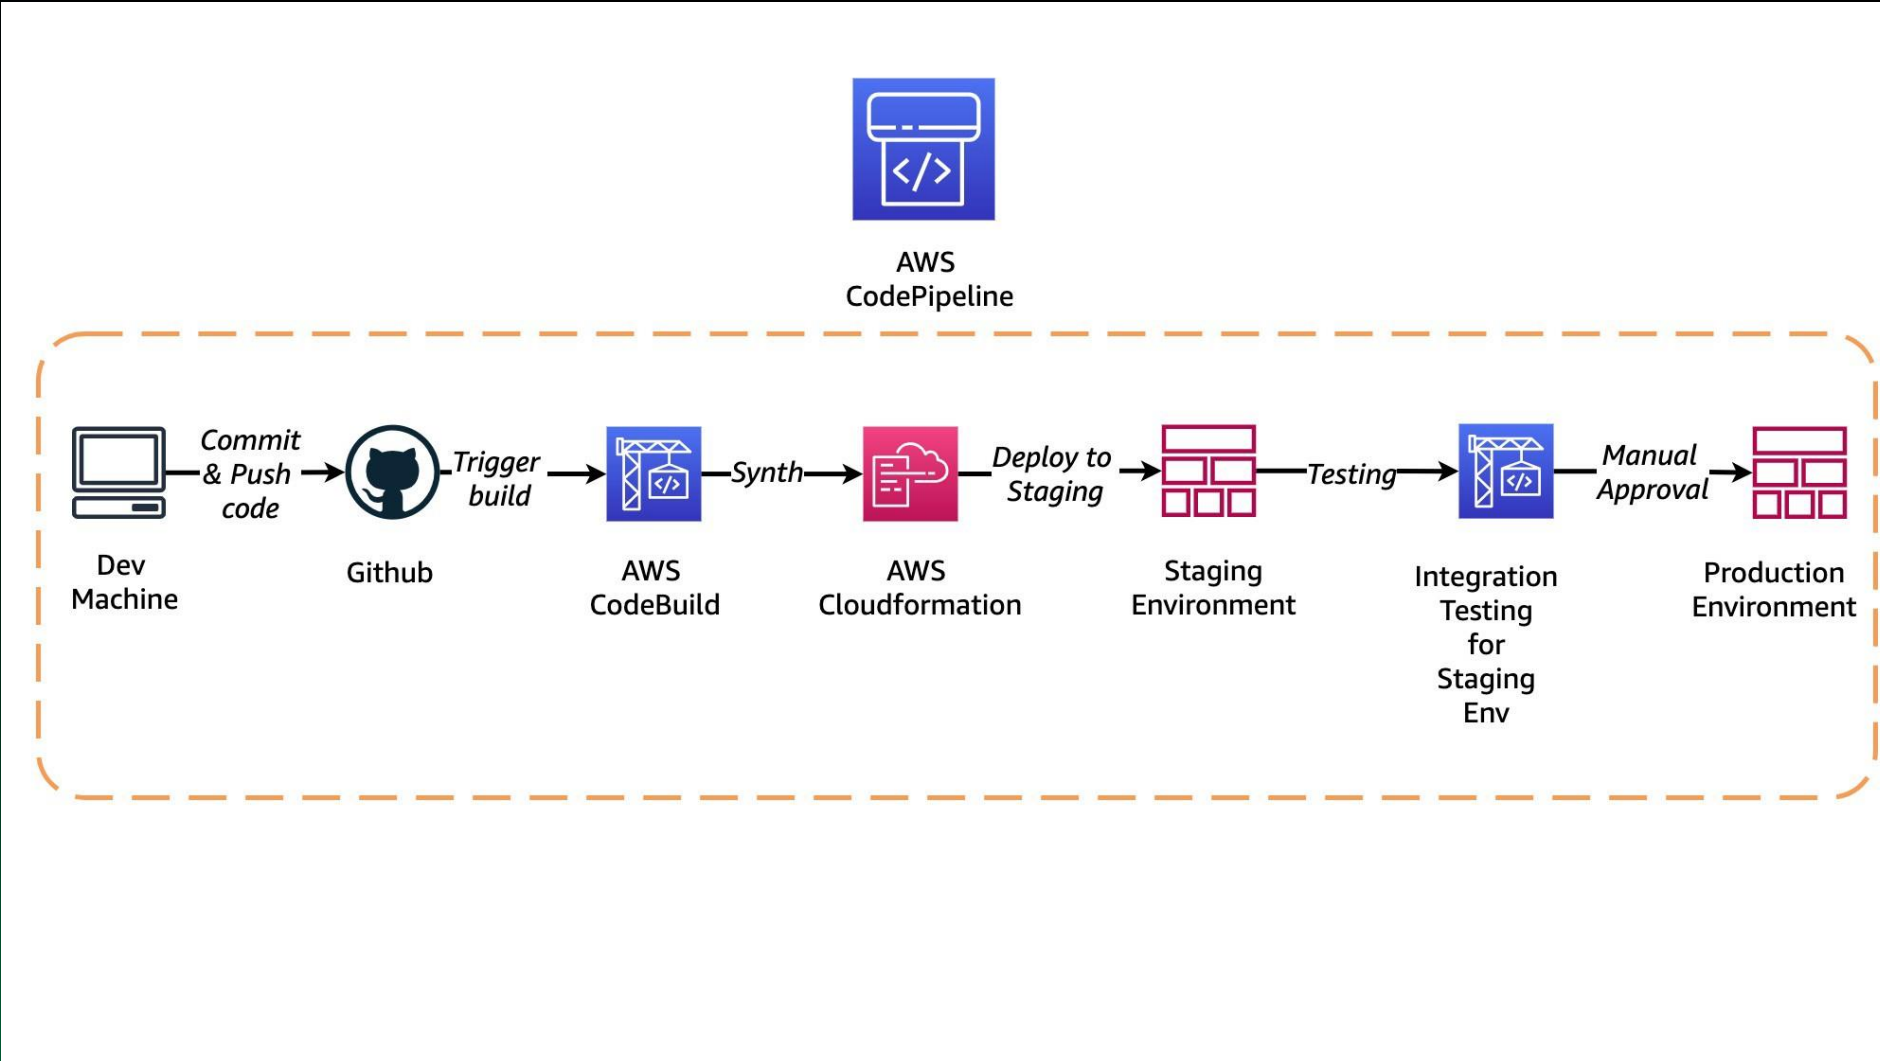 AWS
CodePipeline
Commit
& Push
code
Trigger
build
Synth
Deploy to
Staging
Testing
Manual
Approval
</>
</>
</>
Dev
Machine
Github
AWS
CodeBuild
AWS
Cloudformation
Staging
Environment
Integration
Testing
for
Staging
Env
Production
Environment